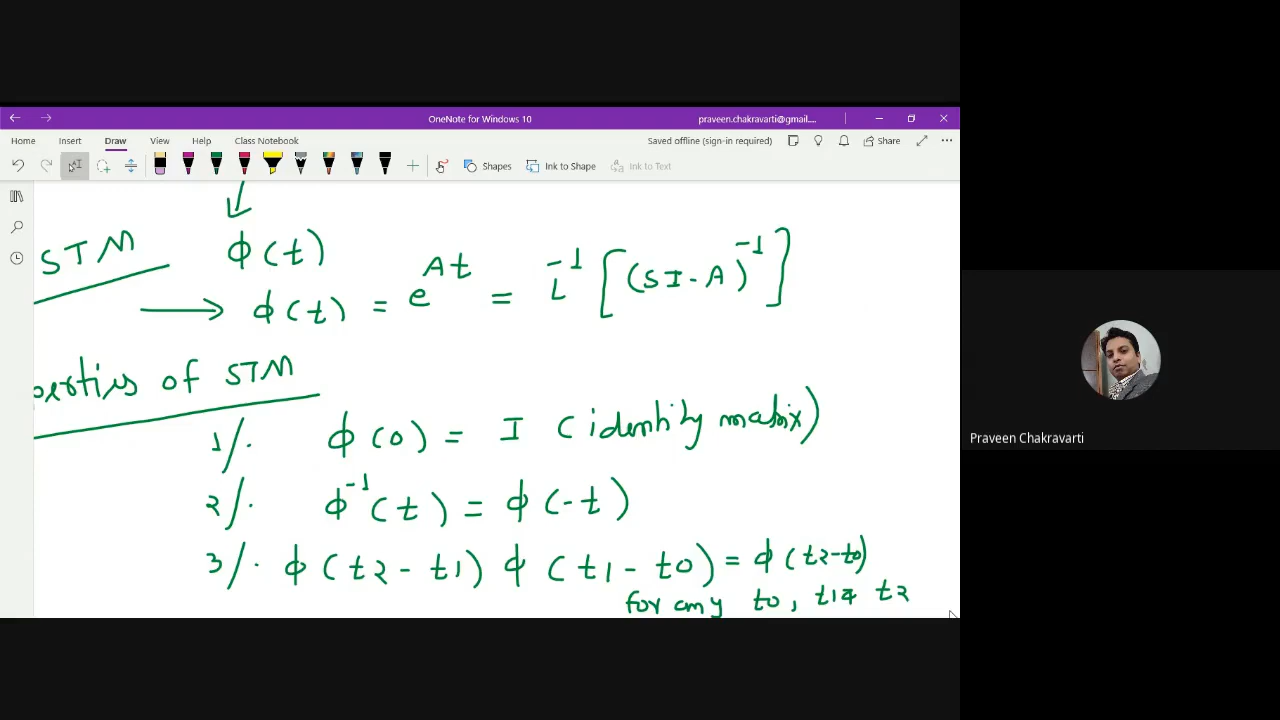 OneNote for Windows 10
praveen.chakravarti@gmail....
Home Insert Draw View Help Class Notebook
Saved offline (sign-in required)
Share
Shapes Ink to Shape Ink to Text
STM ϕ(t)
ϕ(t) = e^{At} = L^{-1} [(SI-A)^{-1}]
perties of STM
1/. ϕ(0) = I (identity matrix)
2/. ϕ^{-1}(t) = ϕ(-t)
3/. ϕ(t2-t1) ϕ(t1-t0) = ϕ(t2-t0)
for any t0, t1 & t2
Praveen Chakravarti